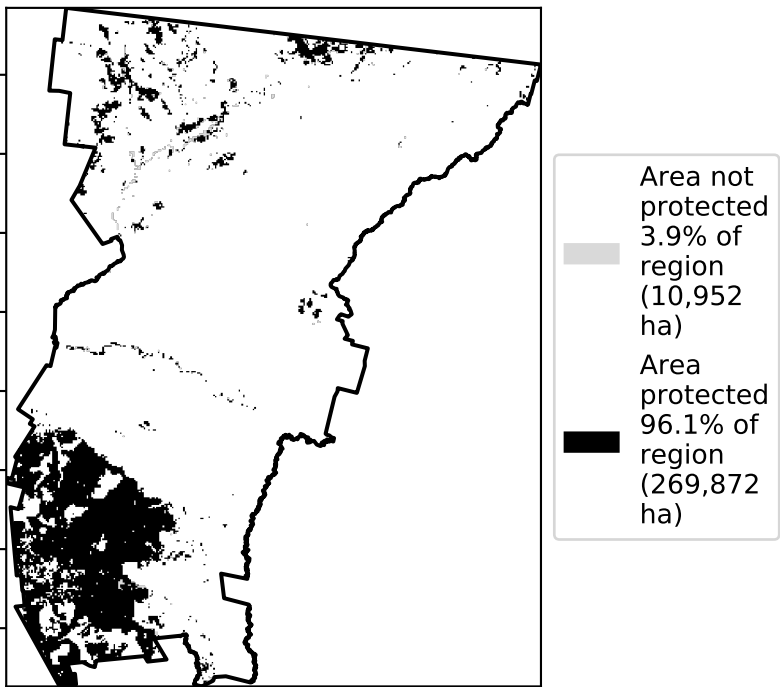 Area not
protected
3.9% of
region
(10,952
ha)
Area
protected
96.1% of
region
(269,872
ha)